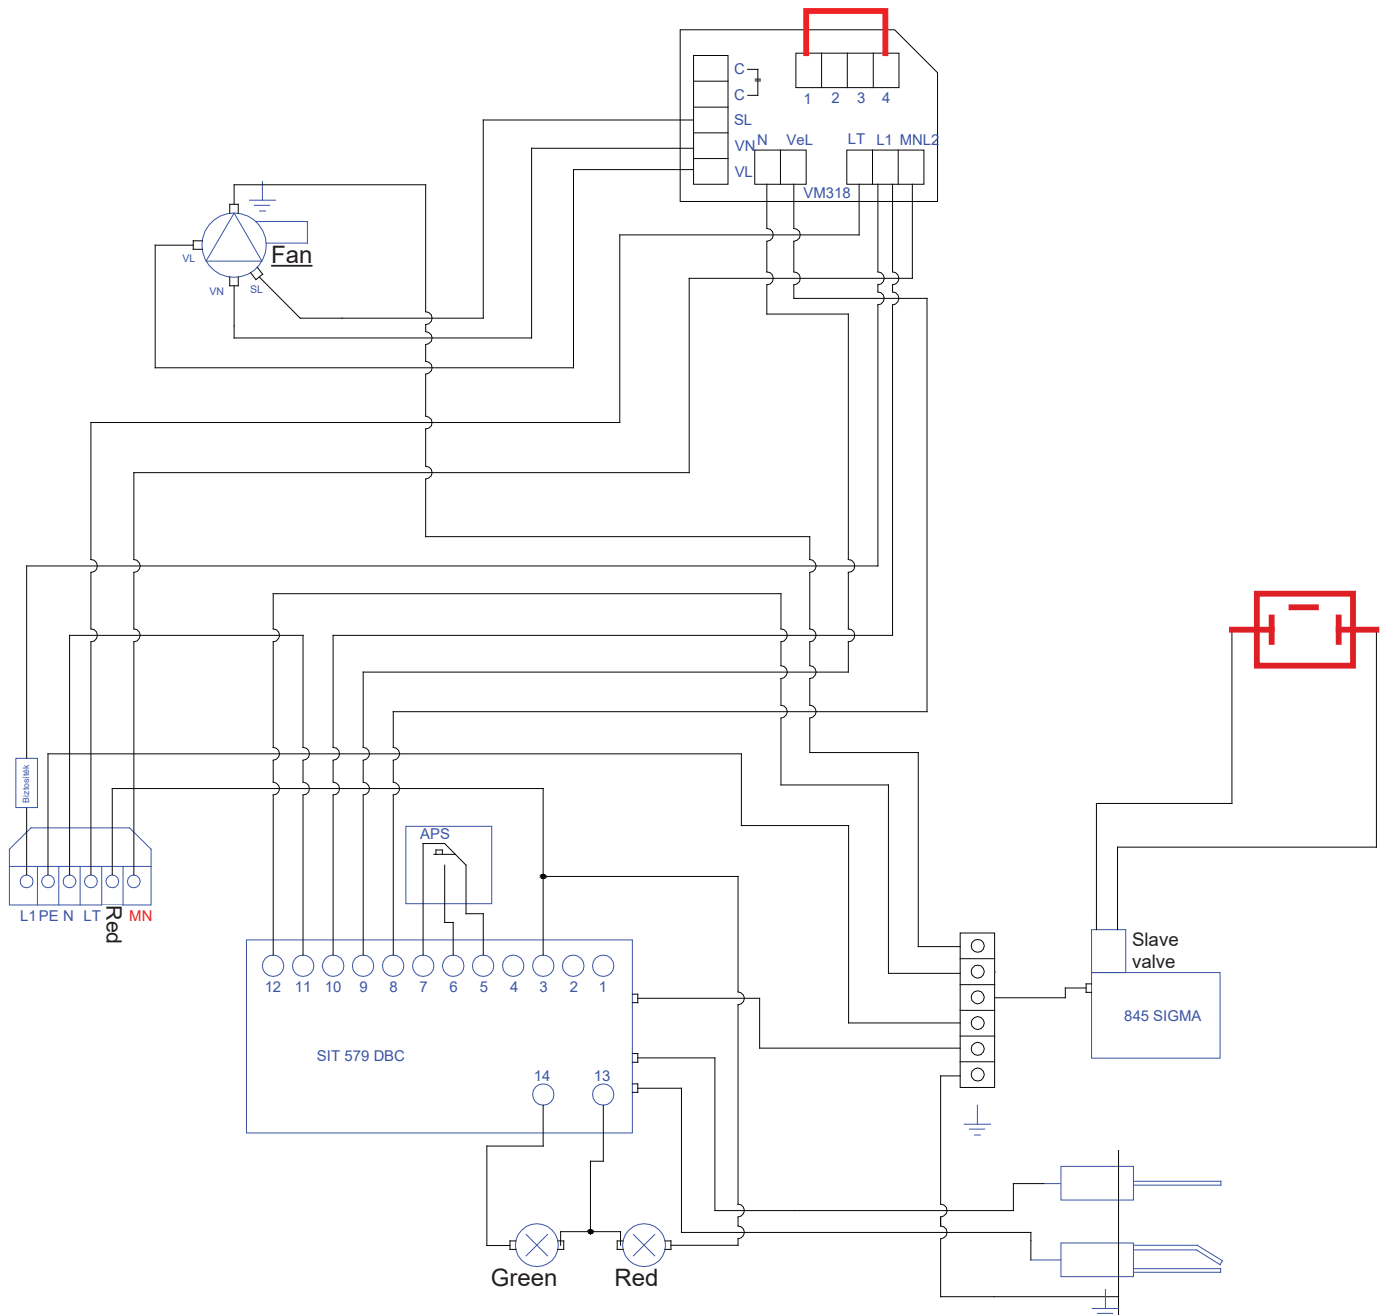 C
C
SL
VN
VL
1 2 3 4
N VeL LT L1 MNL2
VM318
Fan
VL
VN
SL
Biztosíték
L1 PE N LT Red MN
APS
12 11 10 9 8 7 6 5 4 3 2 1
SIT 579 DBC
14 13
Green Red
Slave
valve
845 SIGMA